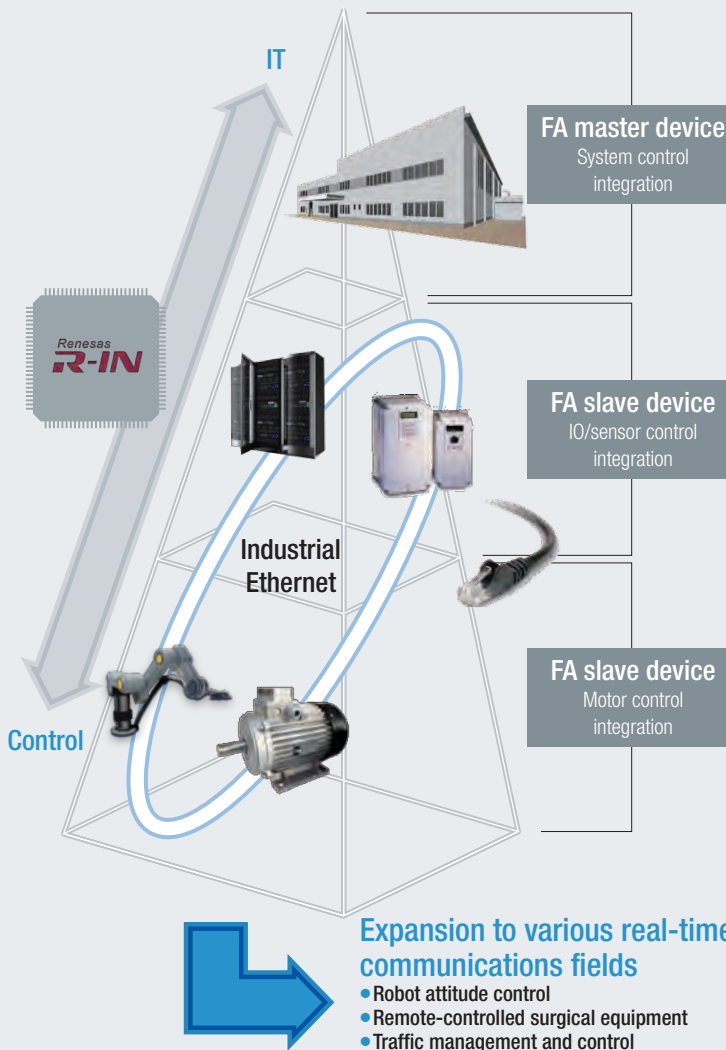 IT
FA master device
System control
integration
Renesas
R-IN
FA slave device
IO/sensor control
integration
Industrial
Ethernet
FA slave device
Motor control
integration
Control
Expansion to various real-time
communications fields
●Robot attitude control
●Remote-controlled surgical equipment
●Traffic management and control